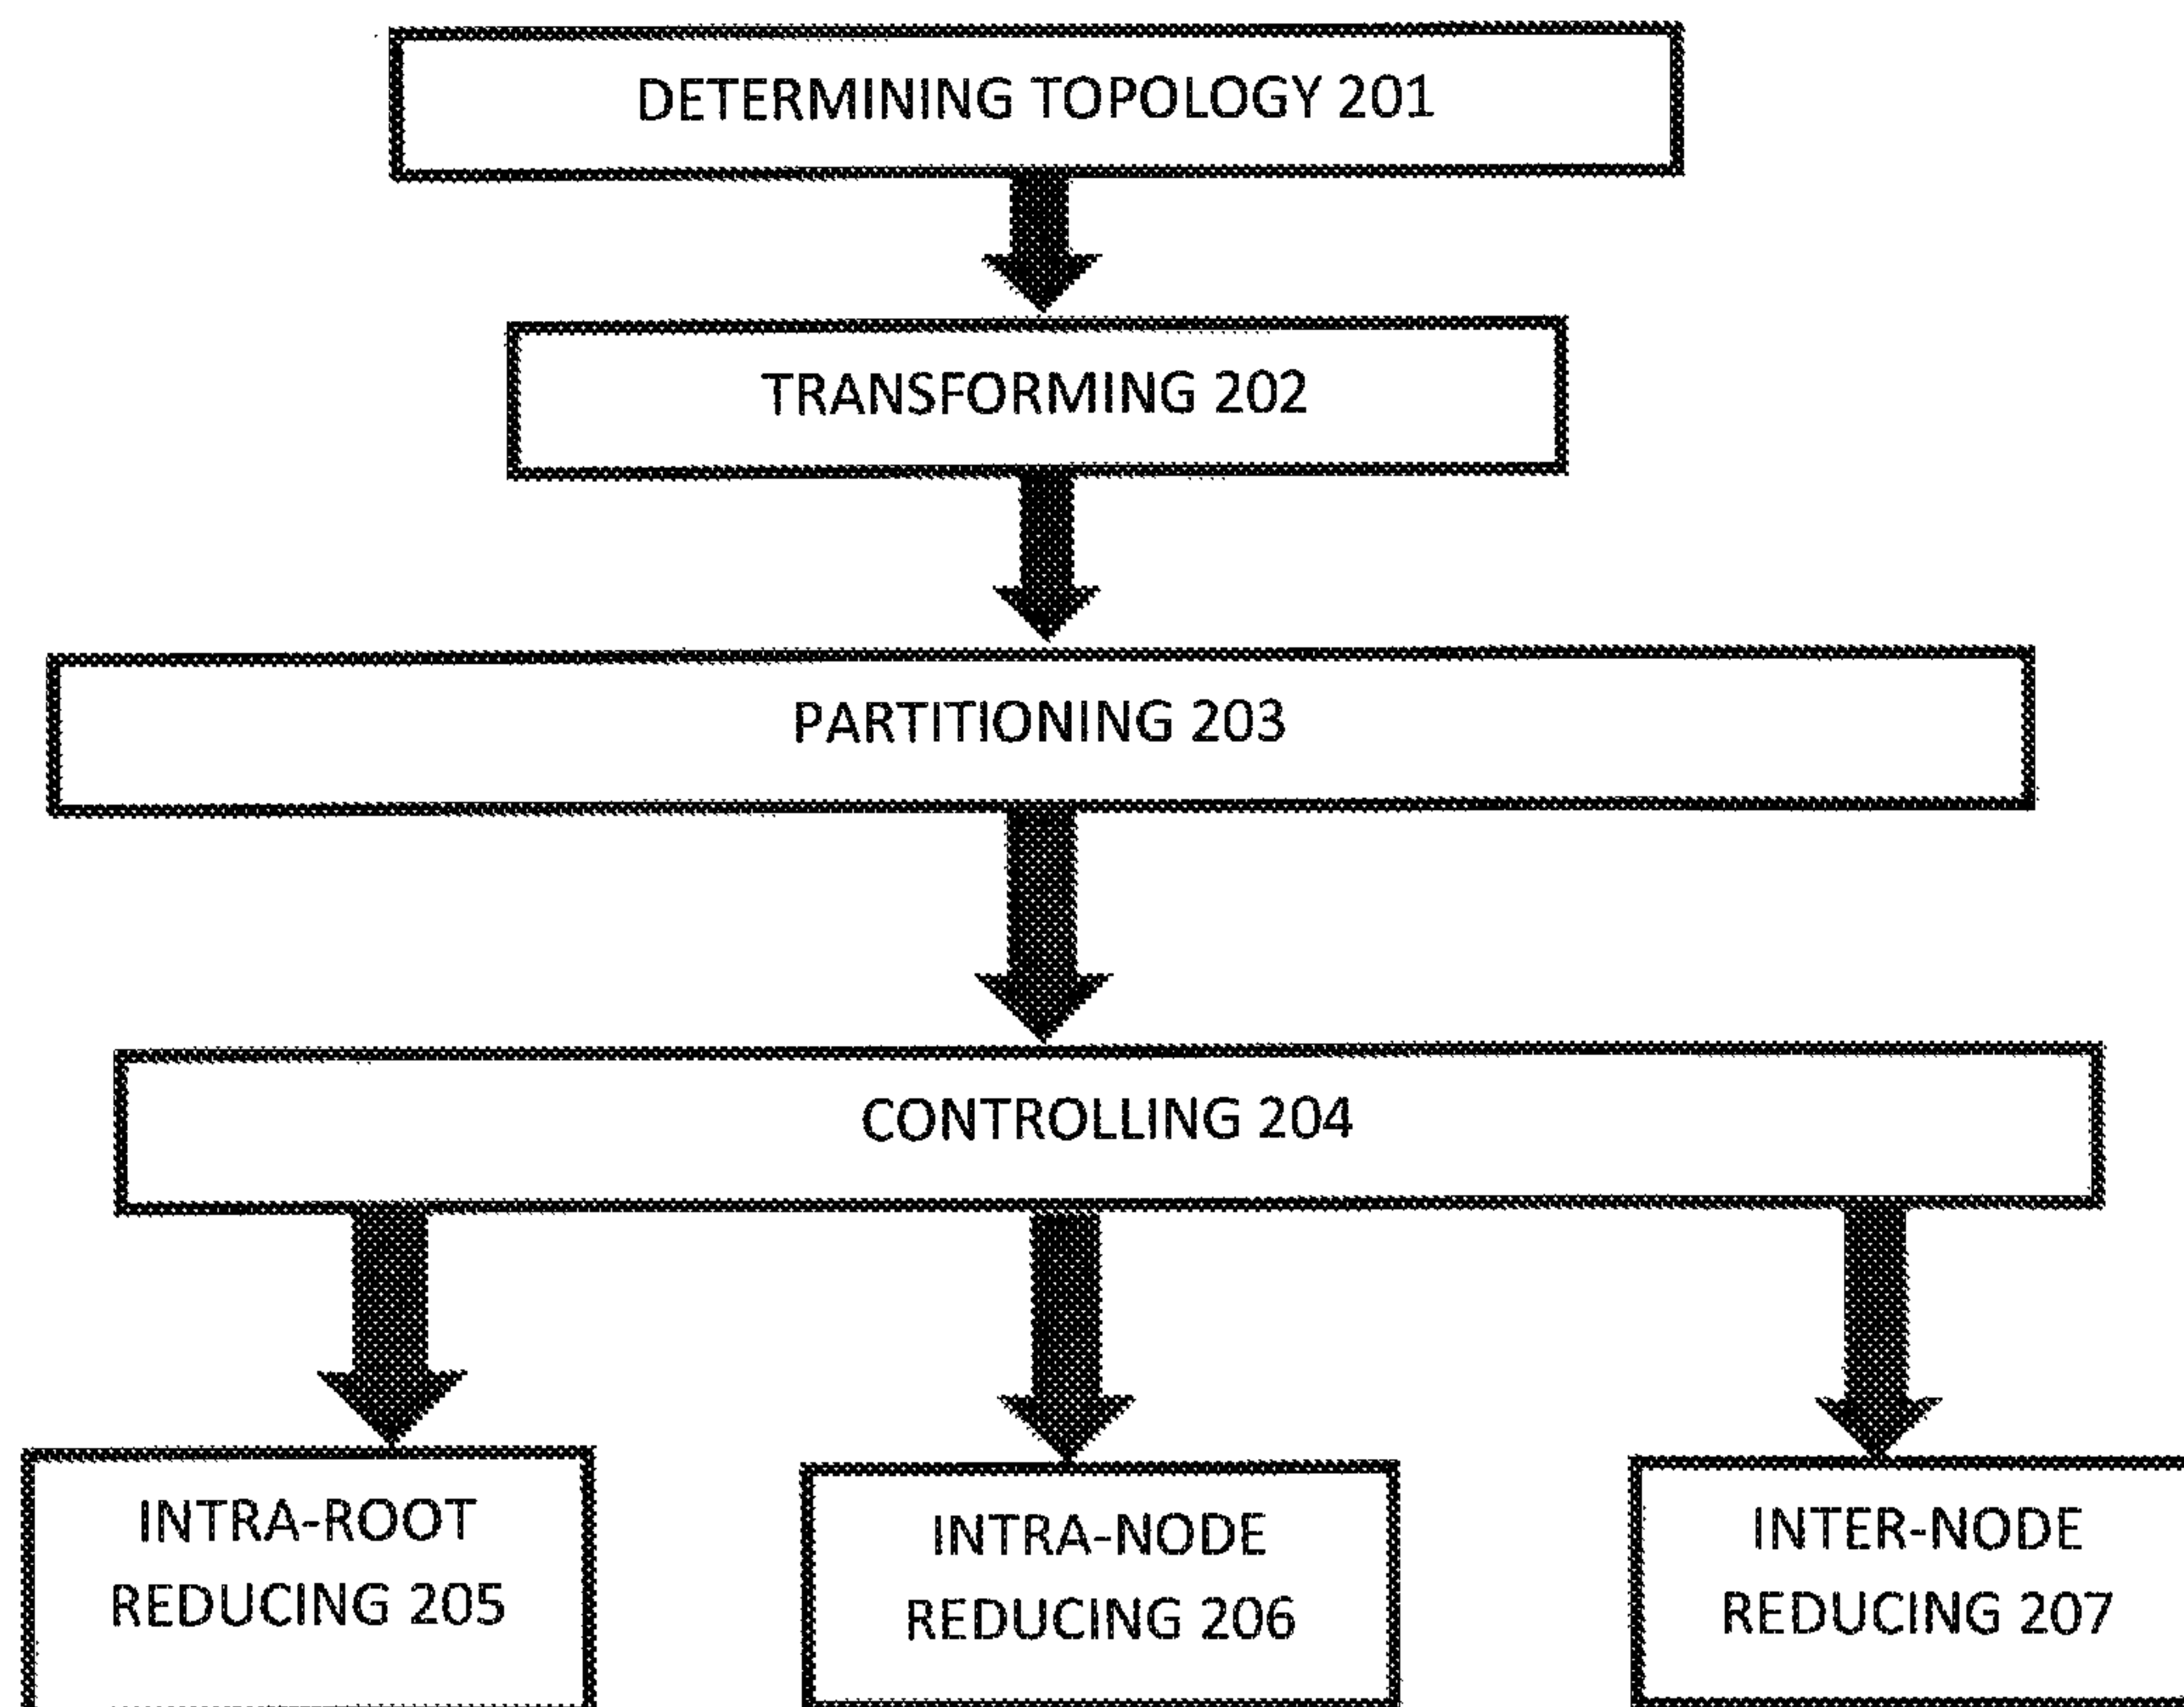 DETERMINING TOPOLOGY 201
TRANSFORMING 202
PARTITIONING 203
CONTROLLING 204
INTRA-ROOT
REDUCING 205
INTRA-NODE
REDUCING 206
INTER-NODE
REDUCING 207